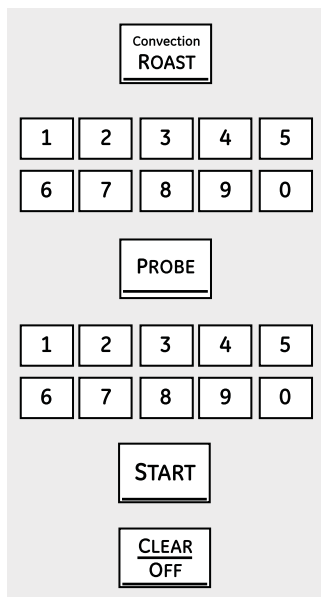 Convection
ROAST
1 2 3 4 5
6 7 8 9 0
PROBE
1 2 3 4 5
6 7 8 9 0
START
CLEAR
OFF